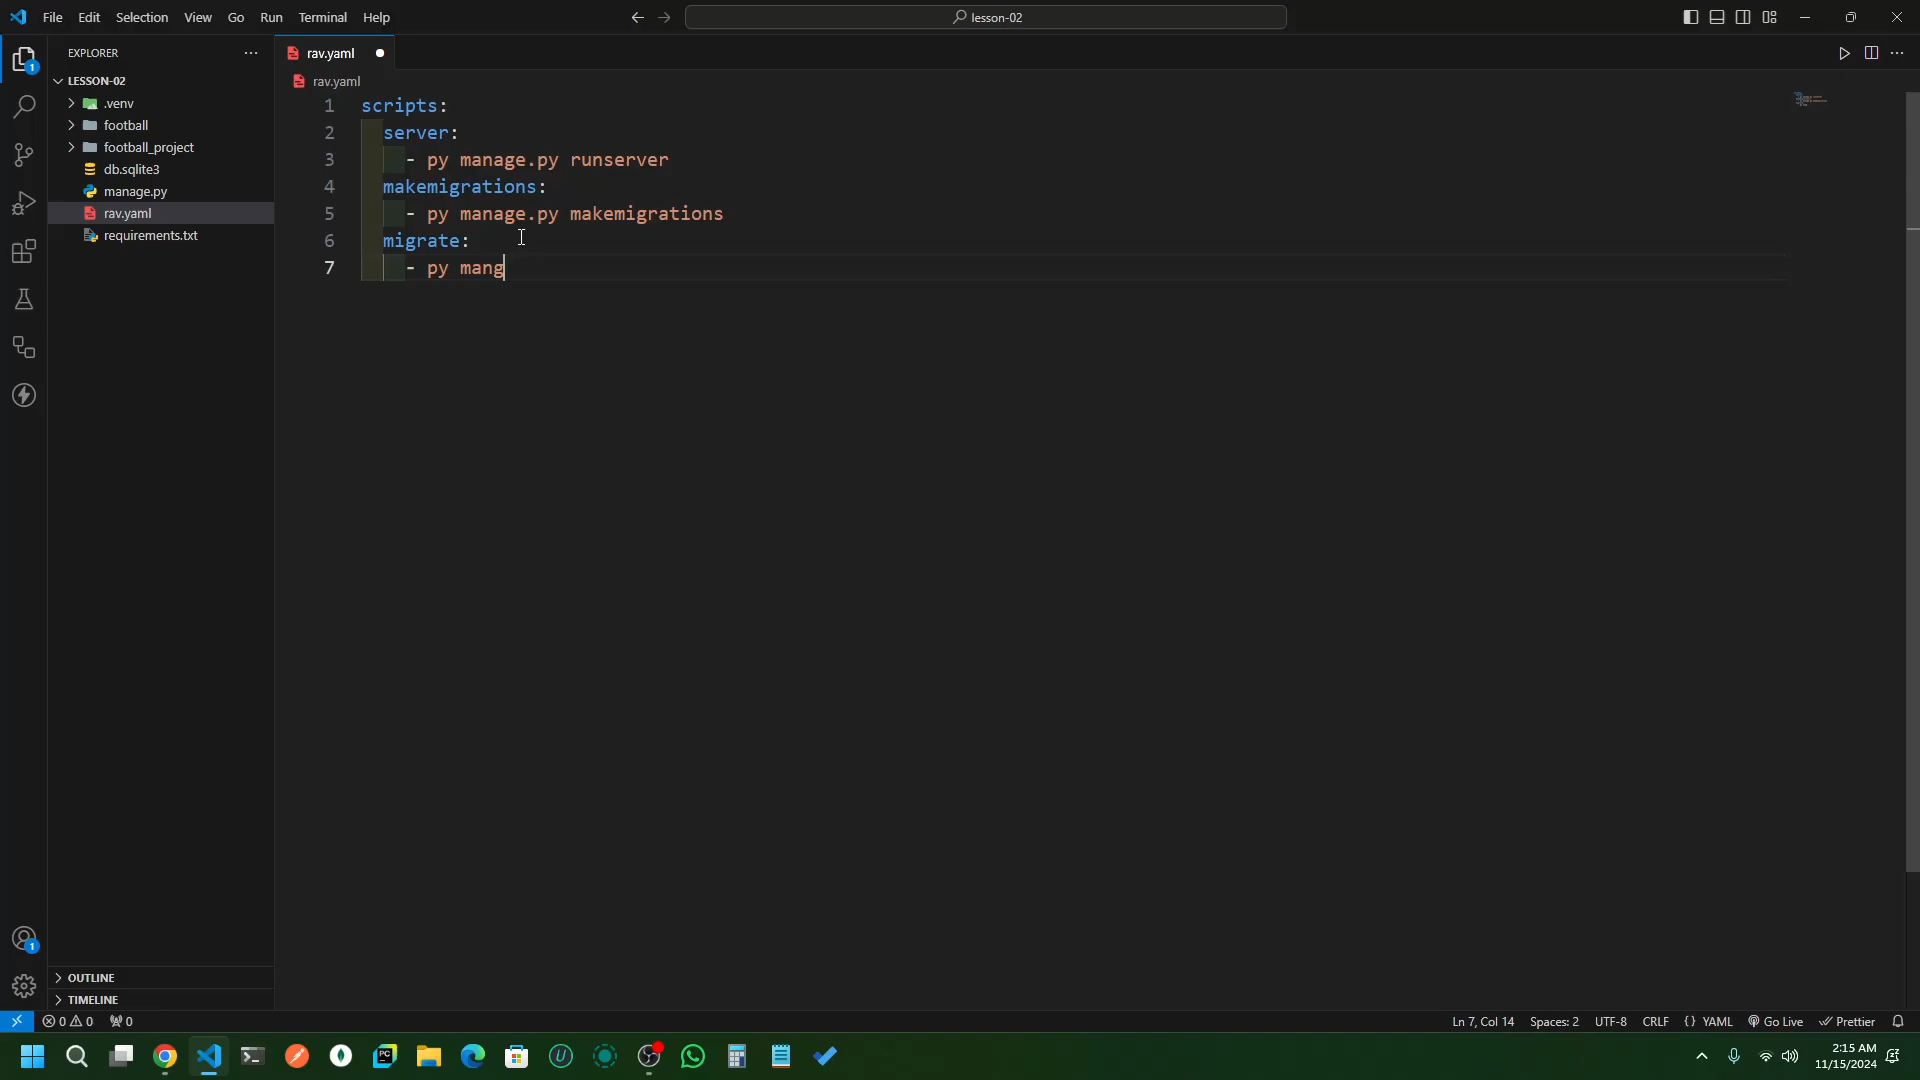 File Edit Selection View Go Run Terminal Help
lesson-02
EXPLORER
LESSON-02
.venv
football
football_project
db.sqlite3
manage.py
rav.yaml
requirements.txt
OUTLINE
TIMELINE
rav.yaml
rav.yaml
1 scripts:
2 server:
3 - py manage.py runserver
4 makemigrations:
5 - py manage.py makemigrations
6 migrate:
7 - py mang
1
1
0 0 0
Ln 7, Col 14 Spaces: 2 UTF-8 CRLF {} YAML Go Live Prettier
PC U
2:15 AM
11/15/2024